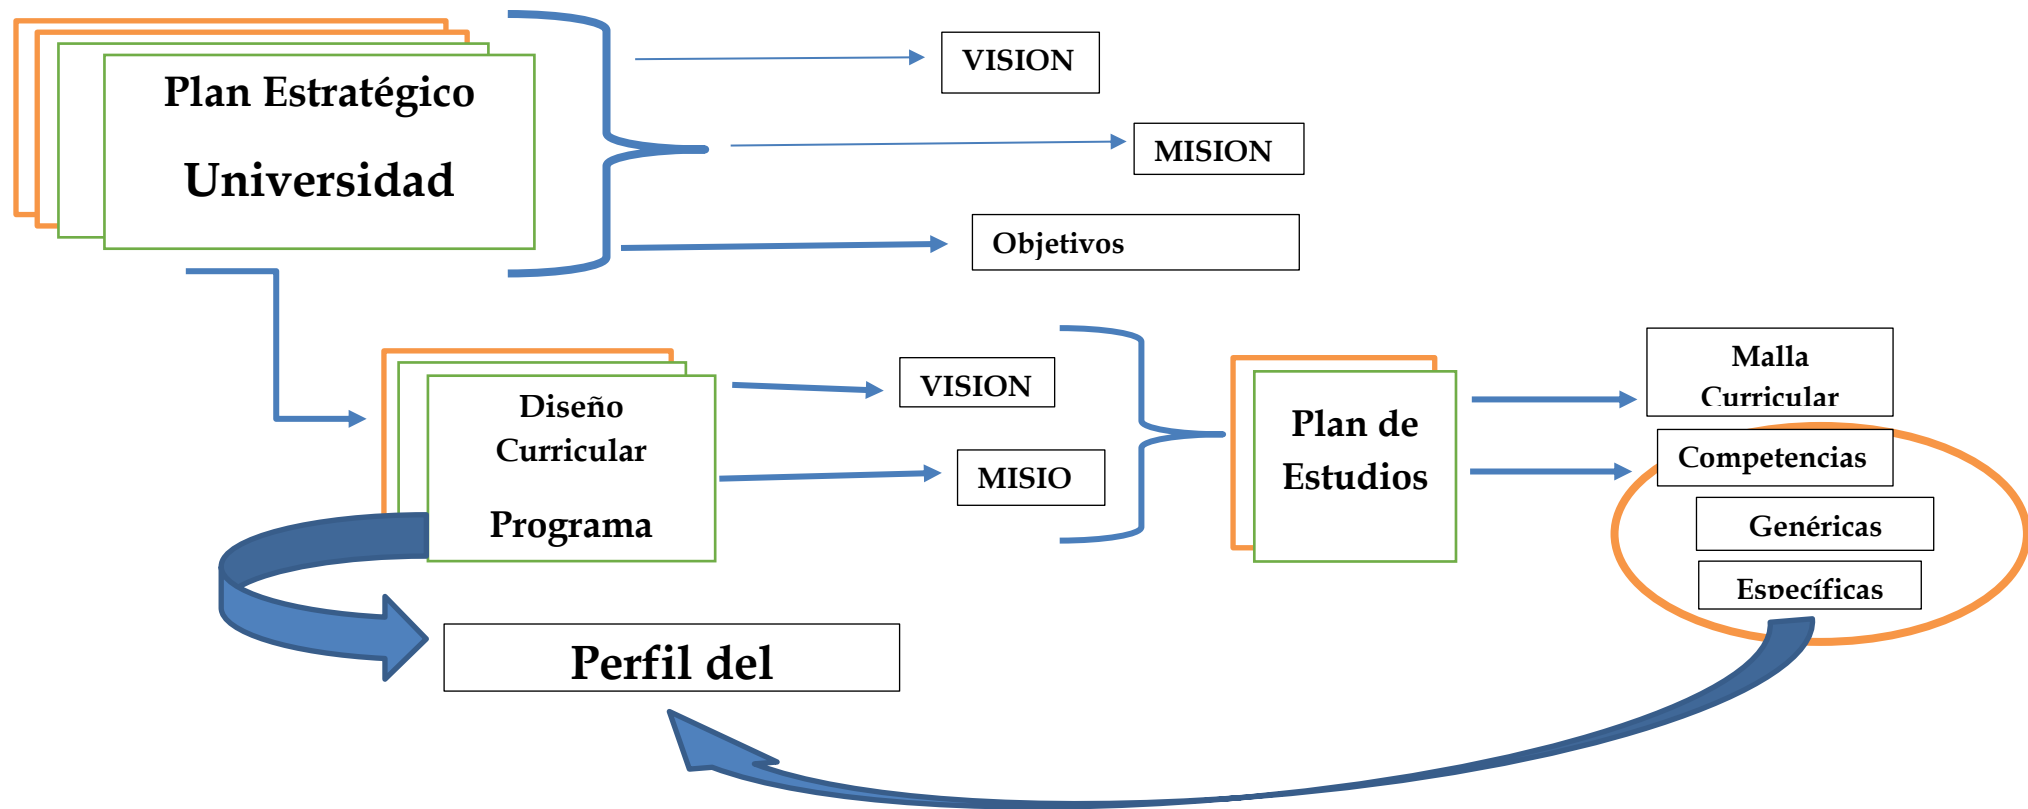 Plan Estratégico
Universidad
VISION
MISION
Objetivos
Diseño
Curricular
Programa
VISION
MISIO
Plan de
Estudios
Malla
Curricular
Competencias
Genéricas
Específicas
Perfil del